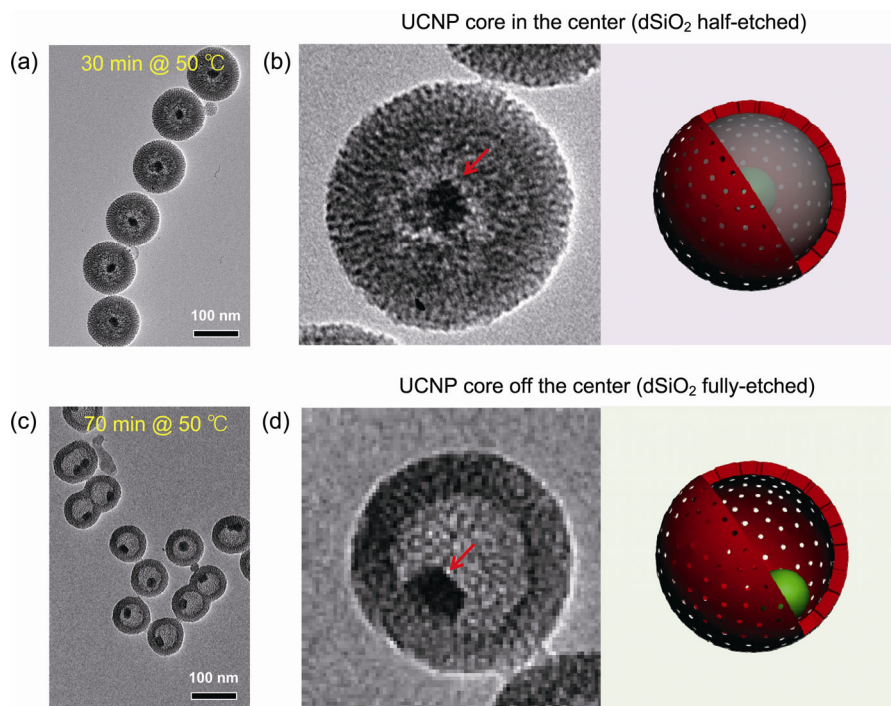 UCNP core in the center (dSiO₂ half-etched)
(a)
30 min @ 50 ℃
(b)
100 nm
UCNP core off the center (dSiO₂ fully-etched)
(c)
70 min @ 50 ℃
(d)
100 nm